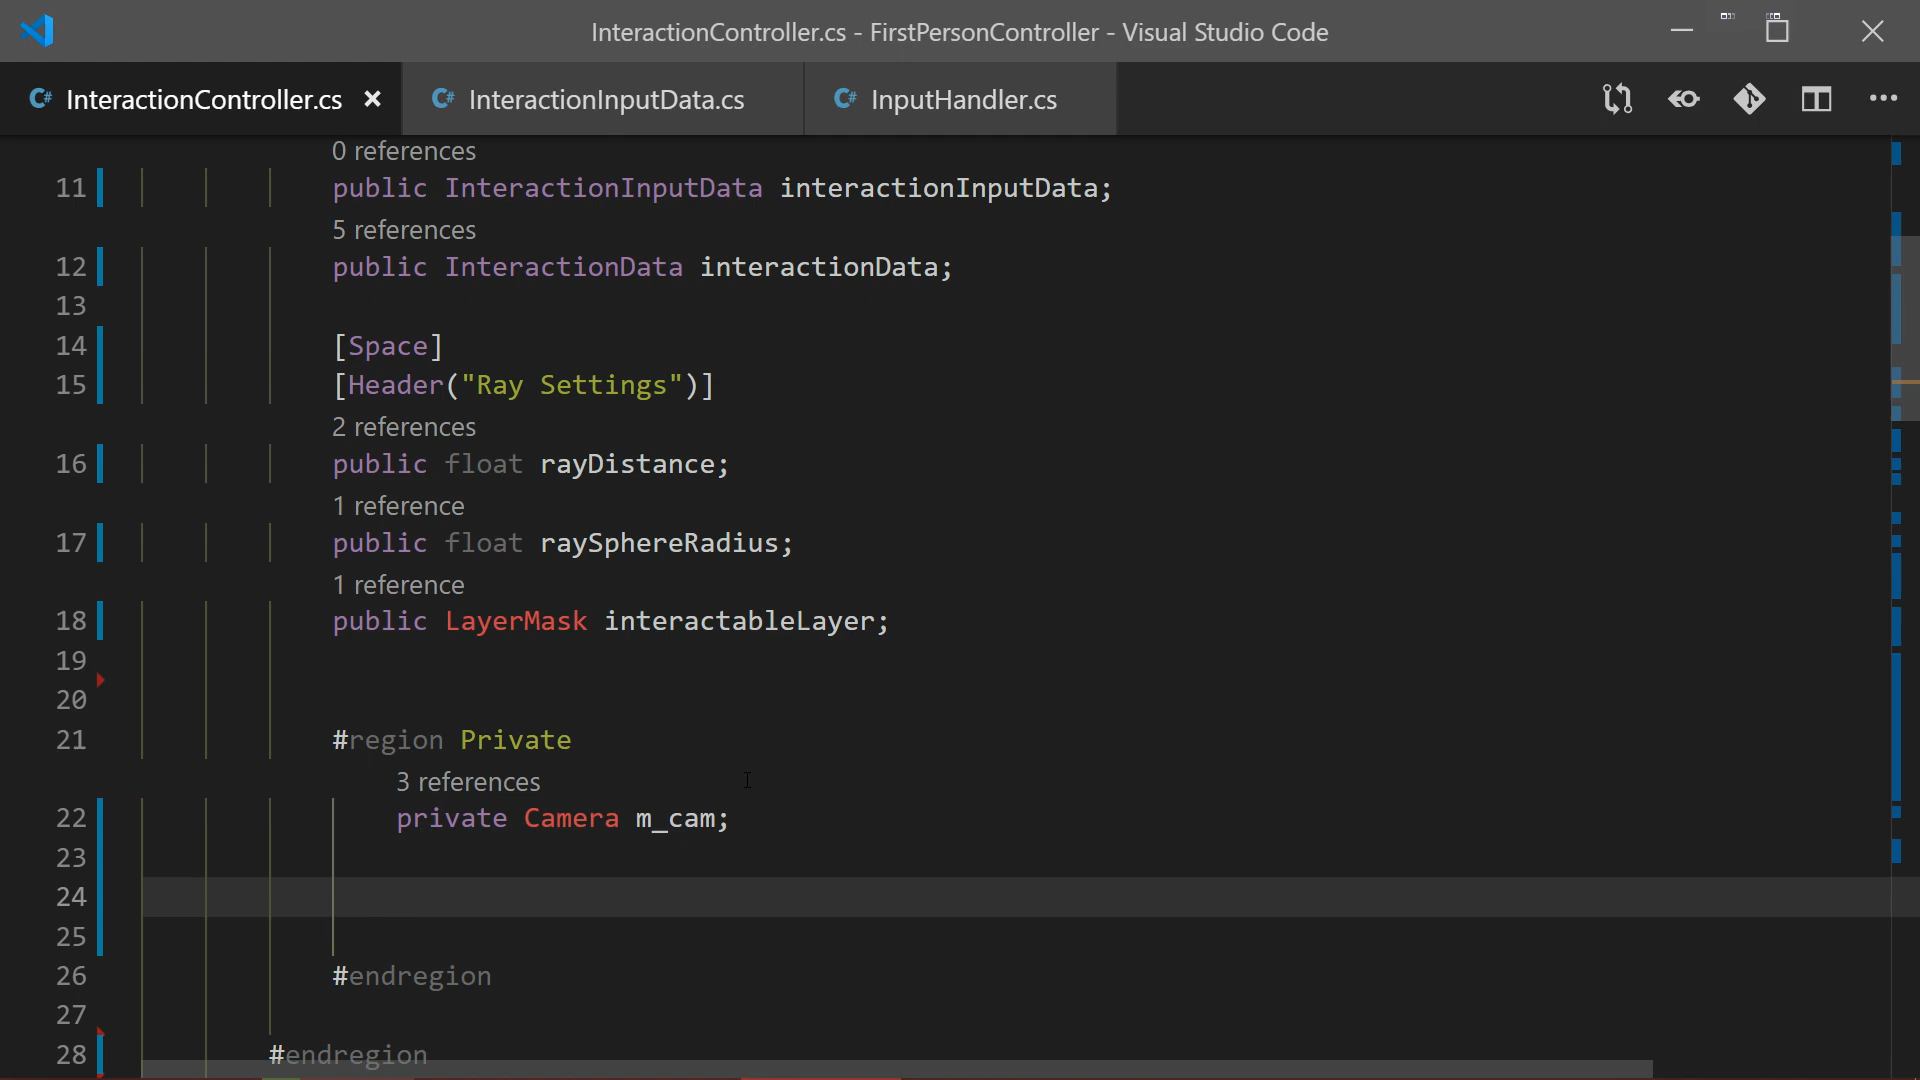 InteractionController.cs - FirstPersonController - Visual Studio Code
C# InteractionController.cs
C# InteractionInputData.cs
C# InputHandler.cs
0 references
11 public InteractionInputData interactionInputData;
5 references
12 public InteractionData interactionData;
13
14 [Space]
15 [Header("Ray Settings")]
2 references
16 public float rayDistance;
1 reference
17 public float raySphereRadius;
1 reference
18 public LayerMask interactableLayer;
19
20
21 #region Private
3 references
22 private Camera m_cam;
23
24
25
26 #endregion
27
28 #endregion